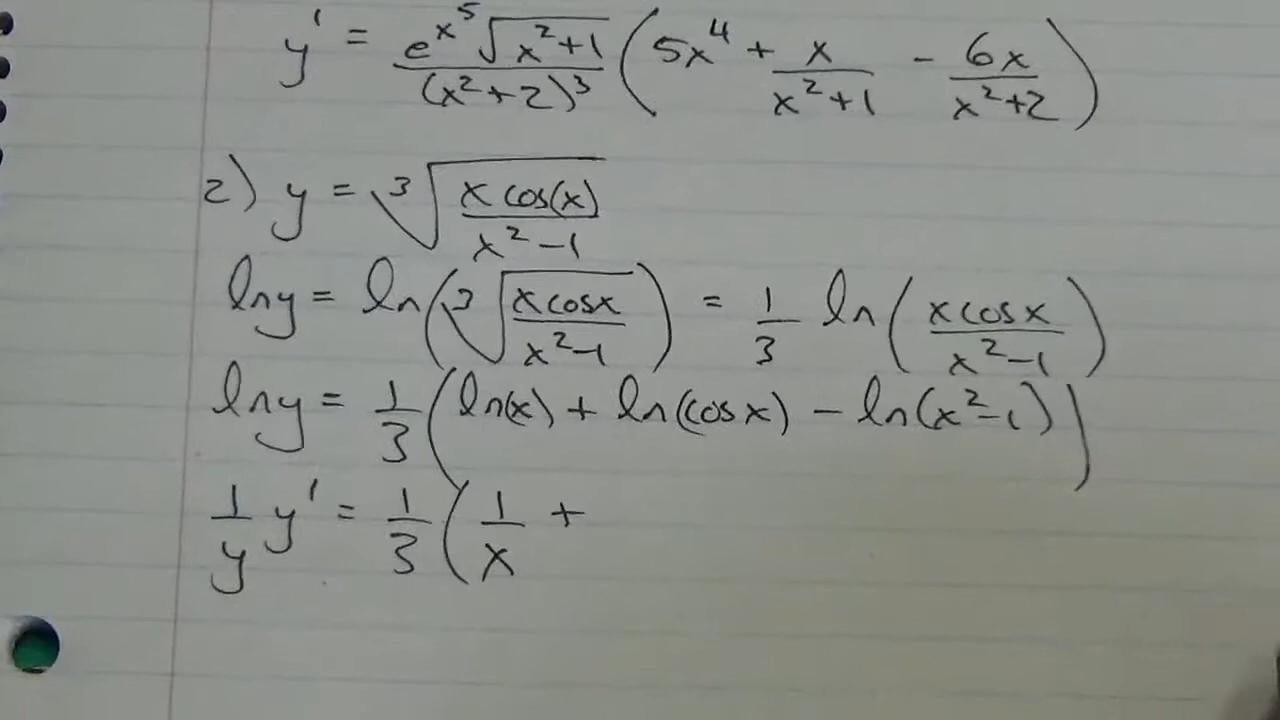 y' = e^{x^5} √(x²+1) / (x²+2)³ (5x⁴ + x/(x²+1) - 6x/(x²+2))
2) y = ³√(x cos(x) / (x²-1))
ln y = ln(³√(x cos x / (x²-1))) = 1/3 ln(x cos x / (x²-1))
ln y = 1/3 (ln(x) + ln(cos x) - ln(x²-1))
1/y y' = 1/3 (1/x +